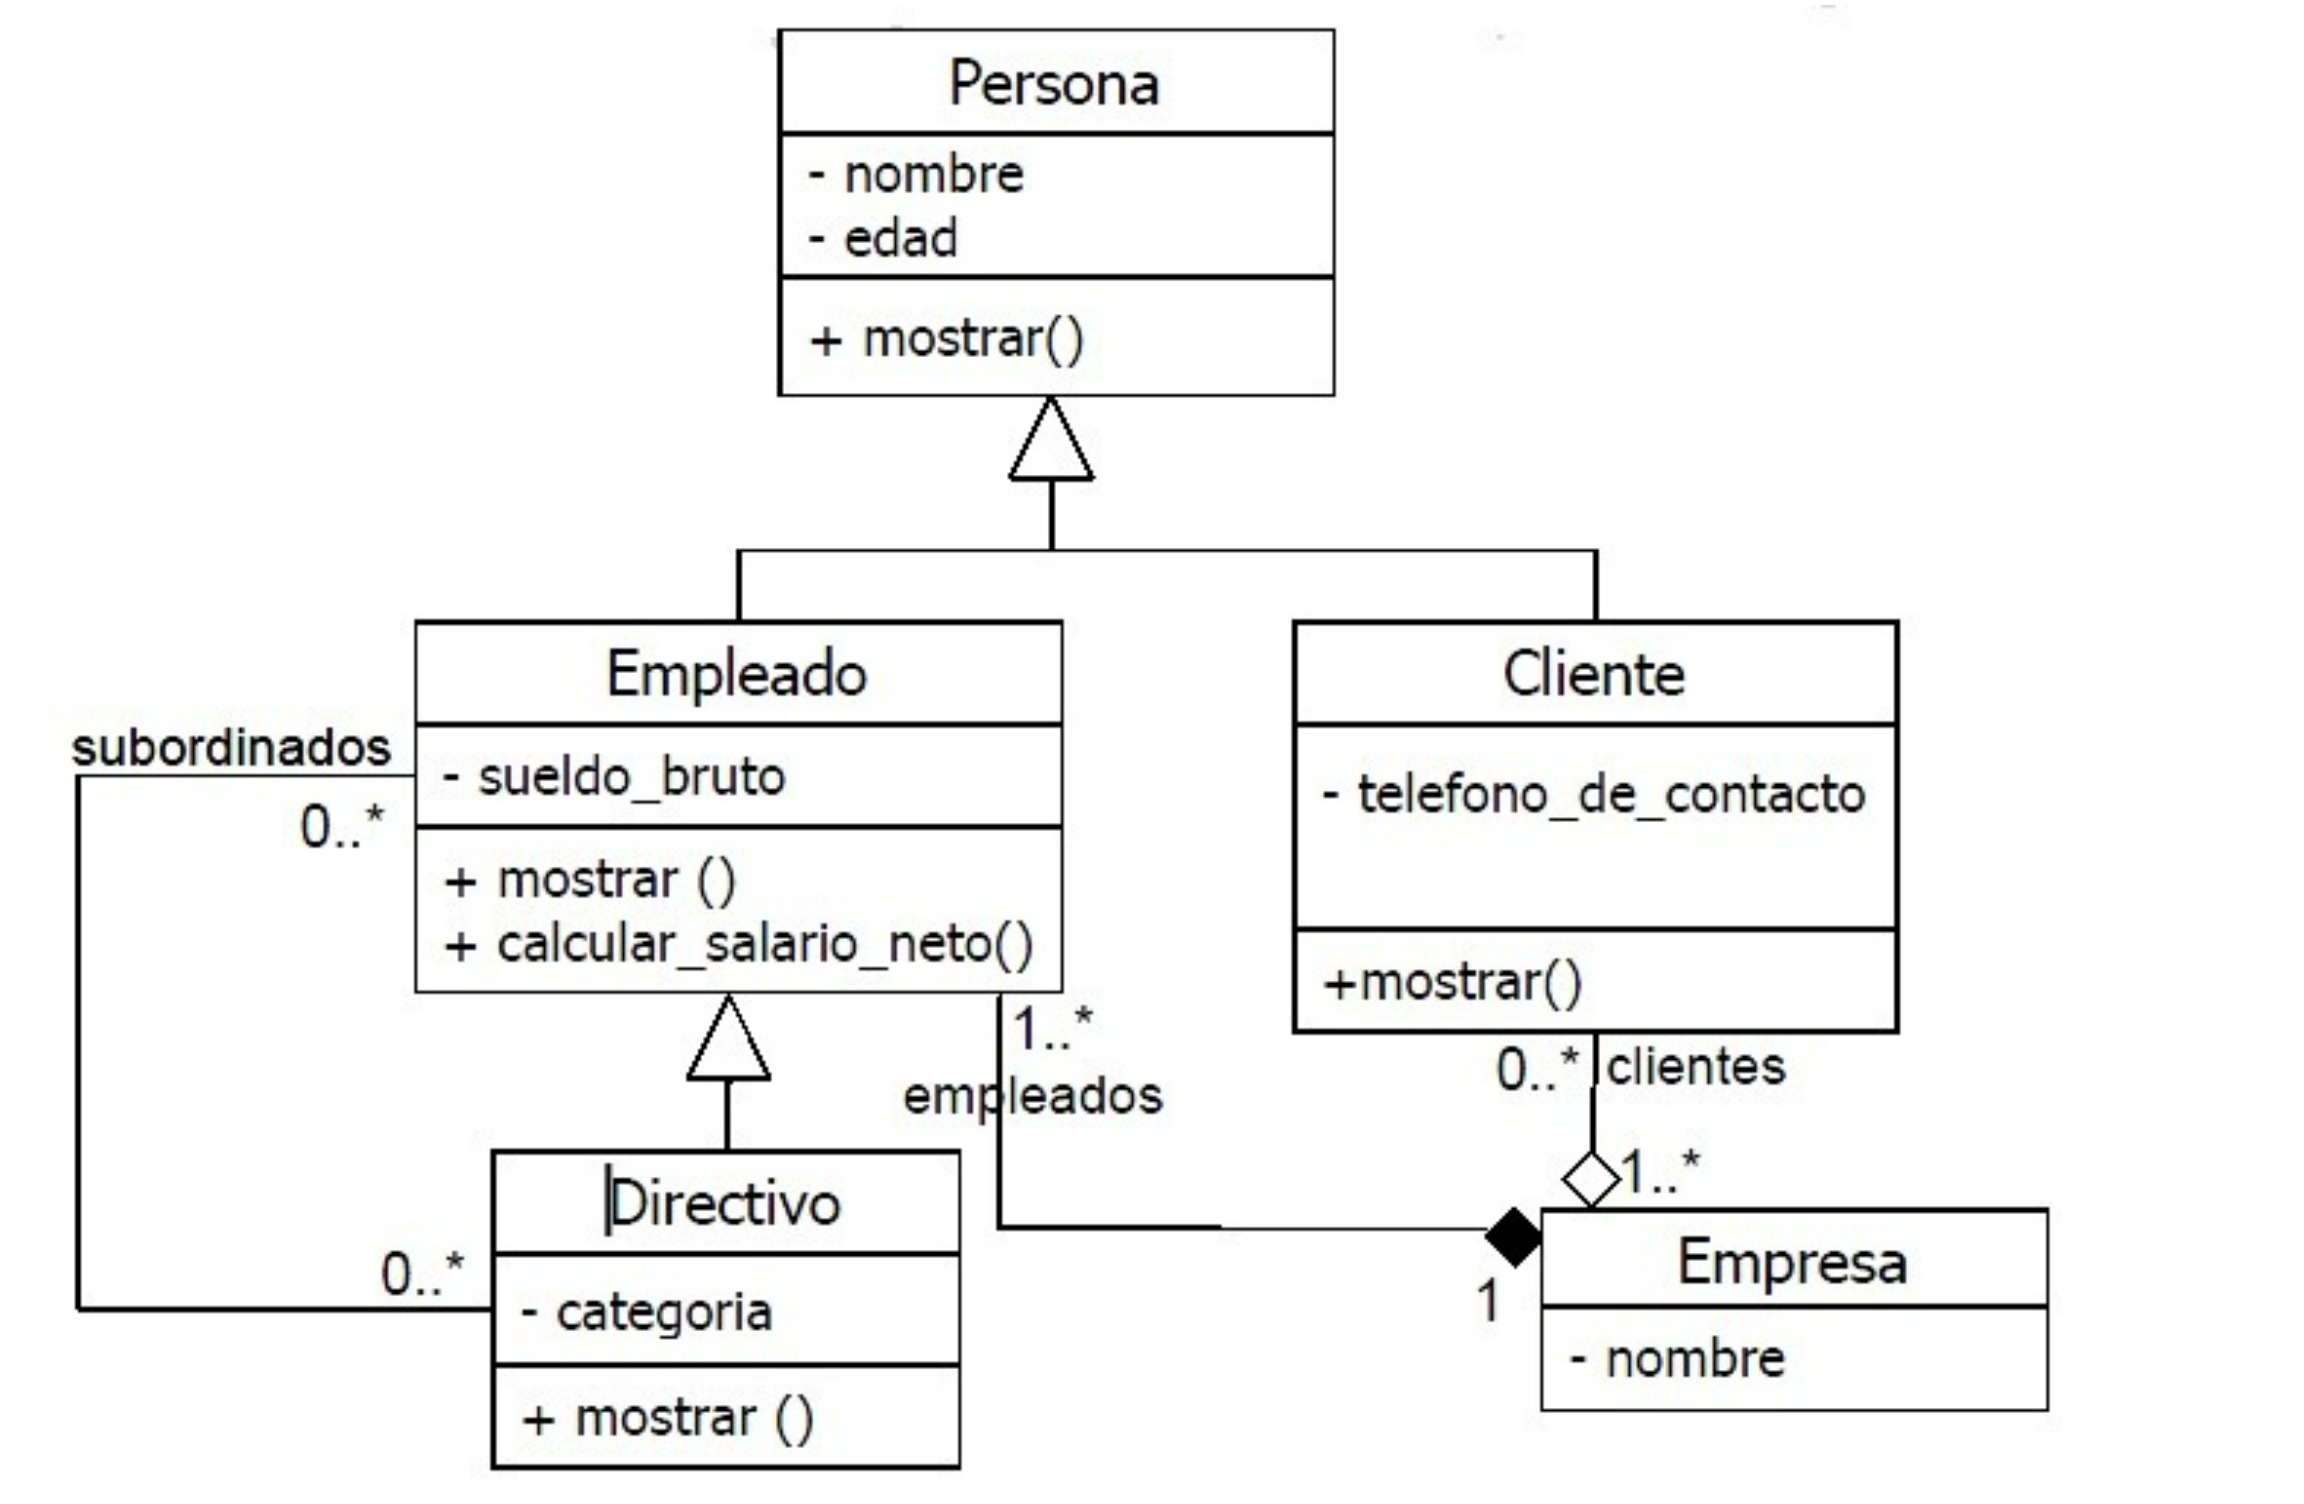 Persona
- nombre
- edad
+ mostrar()
Empleado
- sueldo_bruto
+ mostrar ()
+ calcular_salario_neto()
Cliente
- telefono_de_contacto
+mostrar()
subordinados
0..*
1..*
empleados
0..* clientes
1..*
Directivo
- categoria
+ mostrar ()
0..*
1
Empresa
- nombre